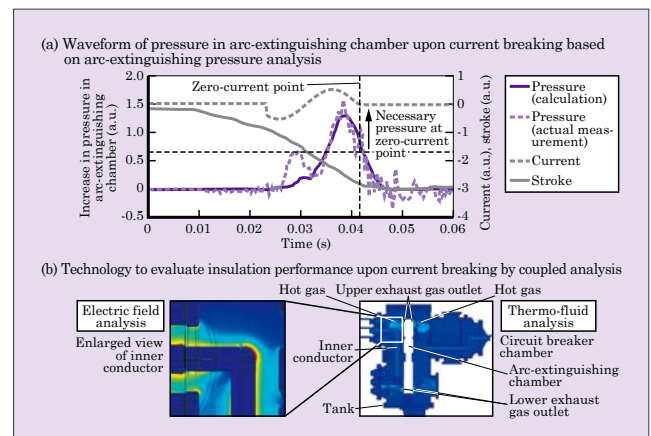 (a) Waveform of pressure in arc-extinguishing chamber upon current breaking based
on arc-extinguishing pressure analysis
Increase in pressure in
arc-extinguishing
chamber (a.u.)
2.0
1.5
1.0
0.5
0
-0.5
Zero-current point
Necessary
pressure at
zero-current
point
1
0
-1
-2
-3
-4
Current (a.u.), stroke (a.u.)
0
0.01
0.02
0.03
0.04
0.05
0.06
Time (s)
Pressure
(calculation)
Pressure
(actual meas-
urement)
Current
Stroke
(b) Technology to evaluate insulation performance upon current breaking by coupled analysis
Electric field
analysis
Enlarged view
of inner
conductor
Hot gas
Upper exhaust gas outlet
Hot gas
Inner
conductor
Tank
Thermo-fluid
analysis
Circuit breaker
chamber
Arc-extinguishing
chamber
Lower exhaust
gas outlet